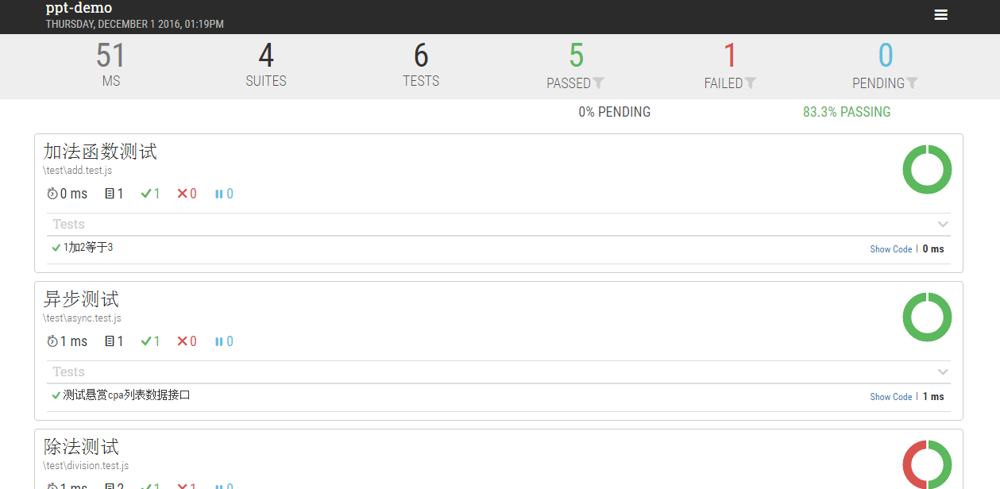 ppt-demo
THURSDAY, DECEMBER 1 2016, 01:19PM
51 4 6 5 1 0
MS SUITES TESTS PASSED FAILED PENDING
0% PENDING 83.3% PASSING
加法函数测试
\test\add.test.js
0 ms 1 1 0 0
Tests
1加2等于3 Show Code | 0 ms
异步测试
\test\async.test.js
1 ms 1 1 0 0
Tests
测试悬赏cpa列表数据接口 Show Code | 1 ms
除法测试
\test\division.test.js
1 ms 2 1 1 0